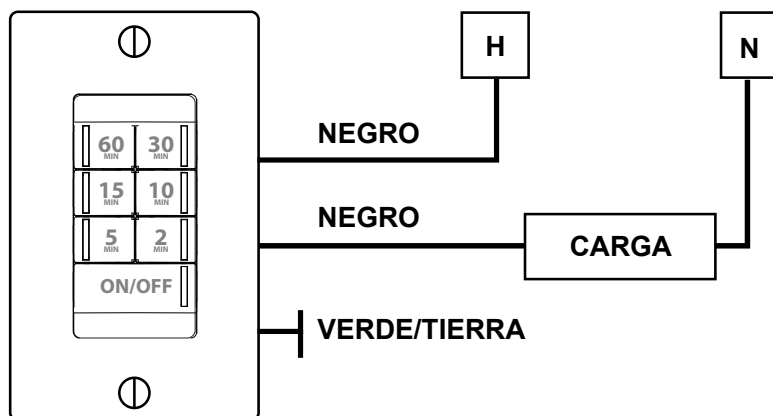 H
N
NEGRO
60 MIN
30 MIN
15 MIN
10 MIN
NEGRO
5 MIN
2 MIN
CARGA
ON/OFF
VERDE/TIERRA